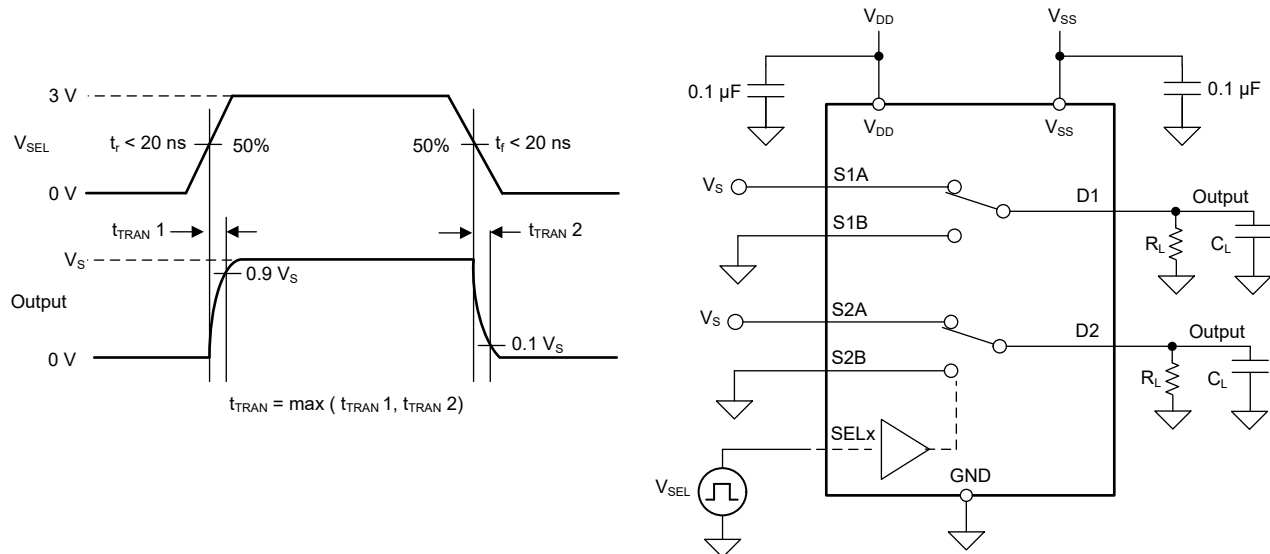 3 V
V_SEL
t_r < 20 ns
50%
50%
t_f < 20 ns
0 V
t_TRAN 1
t_TRAN 2
V_S
0.9 V_S
Output
0.1 V_S
0 V
t_TRAN = max ( t_TRAN 1, t_TRAN 2)
V_DD
V_SS
0.1 µF
0.1 µF
V_DD
V_SS
V_S
S1A
D1
Output
S1B
R_L
C_L
V_S
S2A
D2
Output
S2B
R_L
C_L
SELx
V_SEL
GND